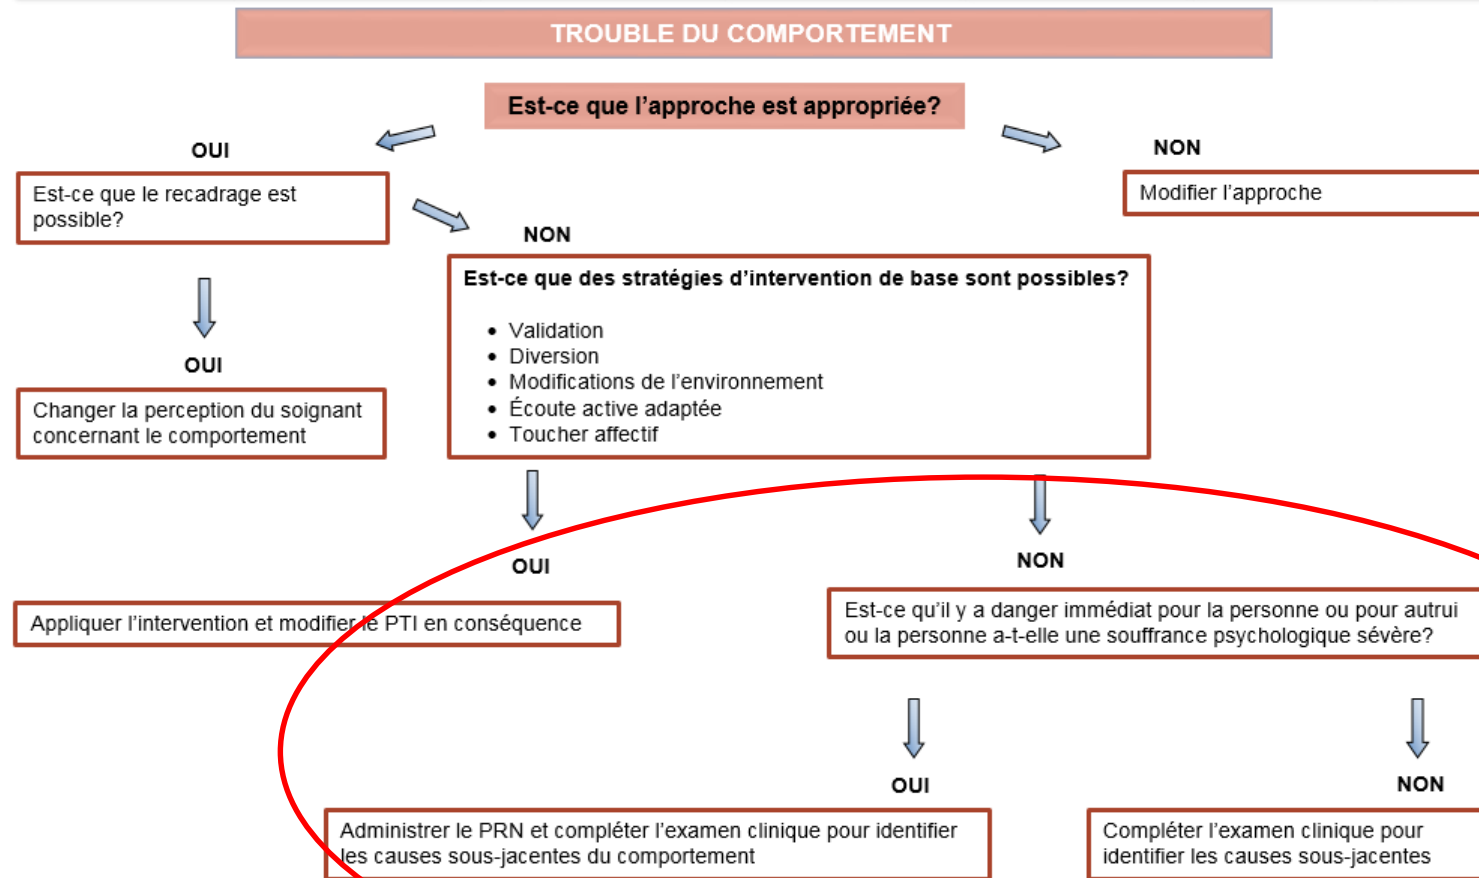 TROUBLE DU COMPORTEMENT
Est-ce que l’approche est appropriée?
OUI
NON
Est-ce que le recadrage est
possible?
Modifier l’approche
NON
Est-ce que des stratégies d’intervention de base sont possibles?
• Validation
• Diversion
• Modifications de l’environnement
• Écoute active adaptée
• Toucher affectif
OUI
Changer la perception du soignant
concernant le comportement
OUI
NON
Appliquer l’intervention et modifier le PTI en conséquence
Est-ce qu’il y a danger immédiat pour la personne ou pour autrui
ou la personne a-t-elle une souffrance psychologique sévère?
OUI
NON
Administrer le PRN et compléter l’examen clinique pour identifier
les causes sous-jacentes du comportement
Compléter l’examen clinique pour
identifier les causes sous-jacentes